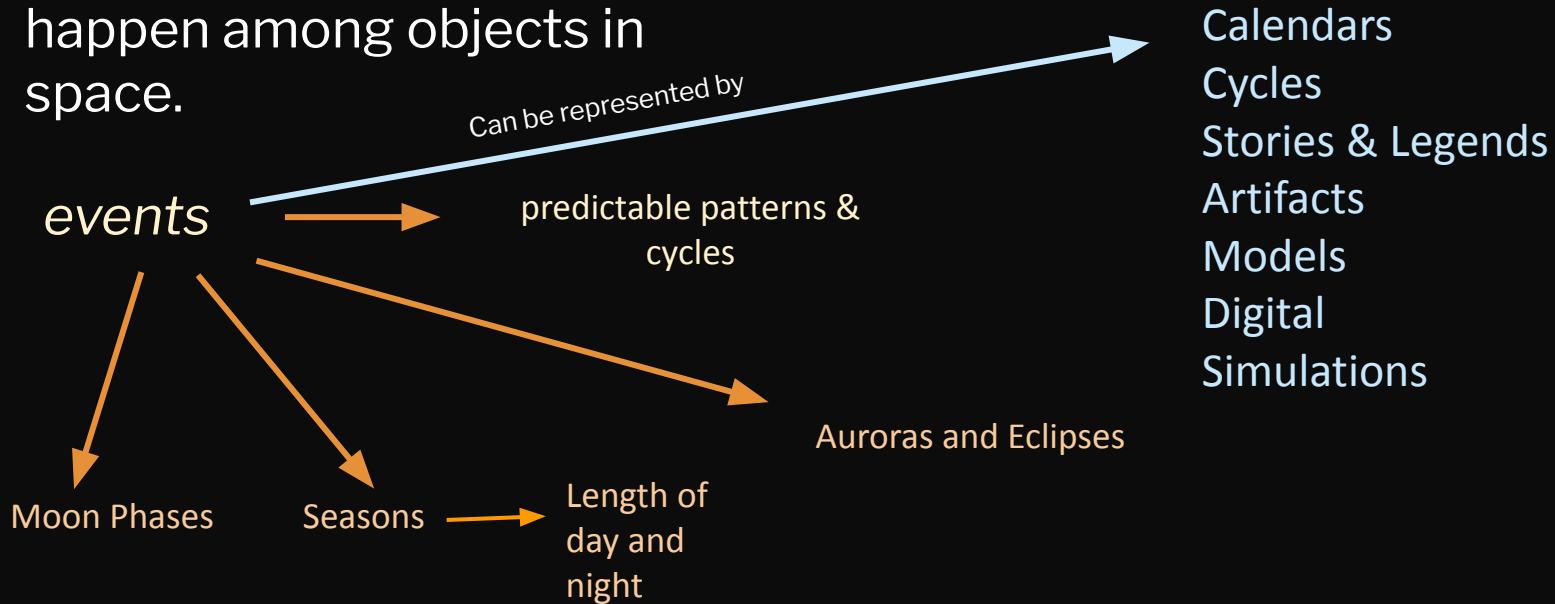 happen among objects in
space.
Can be represented by
Calendars
Cycles
Stories & Legends
Artifacts
Models
Digital
Simulations
events
predictable patterns &
cycles
Auroras and Eclipses
Moon Phases
Seasons
Length of
day and
night